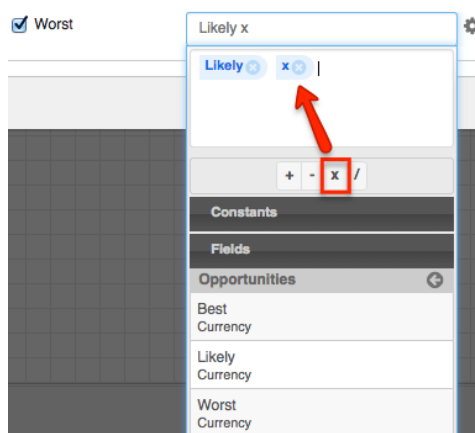 Worst
Likely x
Likely x
+ - x /
Constants
Fields
Opportunities
Best
Currency
Likely
Currency
Worst
Currency